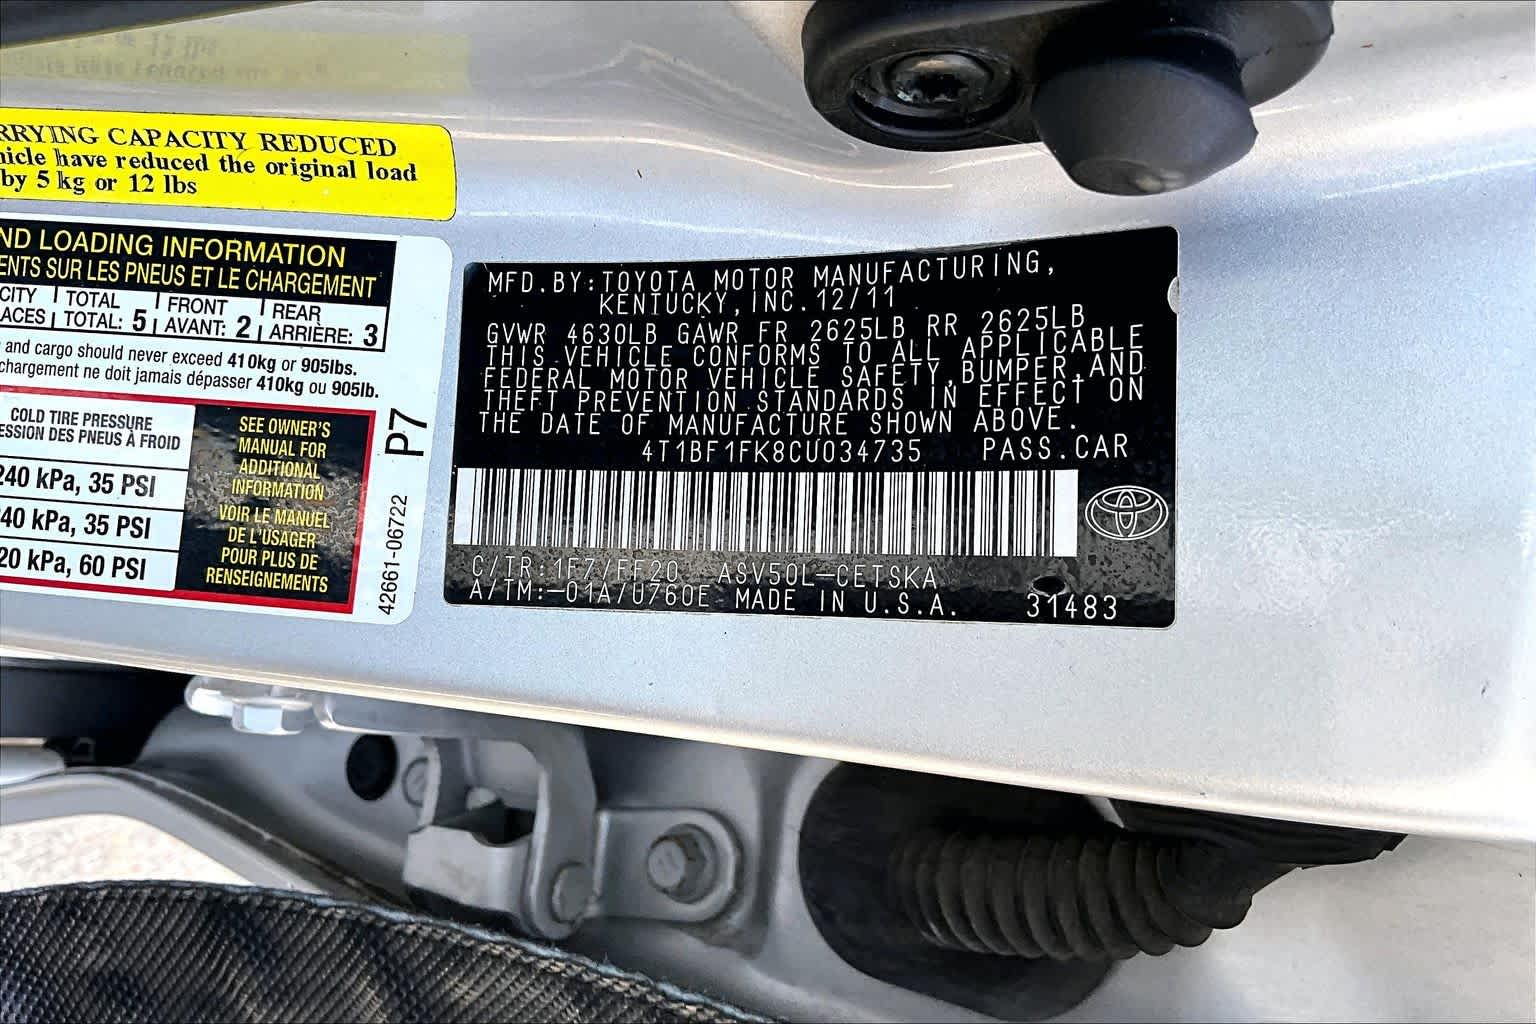 RRYING CAPACITY REDUCED
hicle have reduced the original load
by 5 kg or 12 lbs
ND LOADING INFORMATION
ENTS SUR LES PNEUS ET LE CHARGEMENT
CITY TOTAL FRONT REAR
LACES TOTAL: 5 AVANT: 2 ARRIÈRE: 3
and cargo should never exceed 410kg or 905lbs.
chargement ne doit jamais dépasser 410kg ou 905lb.
COLD TIRE PRESSURE
ESSION DES PNEUS À FROID
240 kPa, 35 PSI
240 kPa, 35 PSI
20 kPa, 60 PSI
SEE OWNER'S
MANUAL FOR
ADDITIONAL
INFORMATION
VOIR LE MANUEL
DE L'USAGER
POUR PLUS DE
RENSEIGNEMENTS
P7
42661-06722
MFD.BY:TOYOTA MOTOR MANUFACTURING,
KENTUCKY,INC.12/11
GVWR 4630LB GAWR FR 2625LB RR 2625LB
THIS VEHICLE CONFORMS TO ALL APPLICABLE
FEDERAL MOTOR VEHICLE SAFETY,BUMPER,AND
THEFT PREVENTION STANDARDS IN EFFECT ON
THE DATE OF MANUFACTURE SHOWN ABOVE.
4T1BF1FK8CU034735 PASS.CAR
C/TR:1F7/FF20 ASV50L-CETSKA
A/TM:-01A/U760E MADE IN U.S.A. 31483